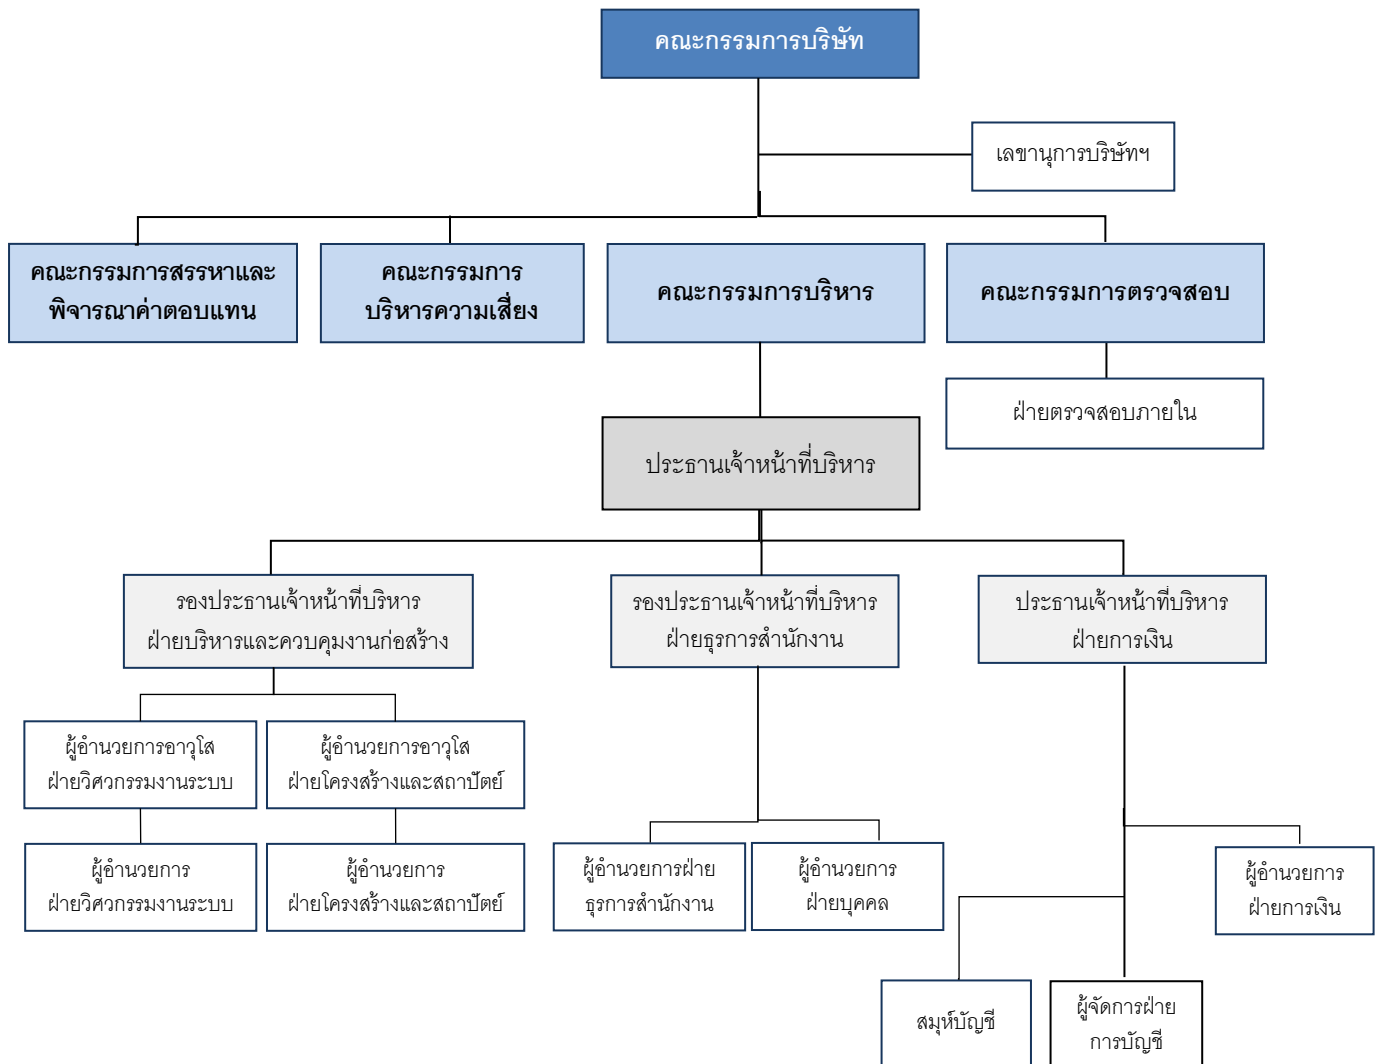 คณะกรรมการบริษัท
เลขานุการบริษัทฯ
คณะกรรมการสรรหาและ
พิจารณาค่าตอบแทน
คณะกรรมการ
บริหารความเสี่ยง
คณะกรรมการบริหาร
คณะกรรมการตรวจสอบ
ฝ่ายตรวจสอบภายใน
ประธานเจ้าหน้าที่บริหาร
รองประธานเจ้าหน้าที่บริหาร
ฝ่ายบริหารและควบคุมงานก่อสร้าง
รองประธานเจ้าหน้าที่บริหาร
ฝ่ายธุรการสำนักงาน
ประธานเจ้าหน้าที่บริหาร
ฝ่ายการเงิน
ผู้อำนวยการอาวุโส
ฝ่ายวิศวกรรมงานระบบ
ผู้อำนวยการอาวุโส
ฝ่ายโครงสร้างและสถาปัตย์
ผู้อำนวยการ
ฝ่ายวิศวกรรมงานระบบ
ผู้อำนวยการ
ฝ่ายโครงสร้างและสถาปัตย์
ผู้อำนวยการฝ่าย
ธุรการสำนักงาน
ผู้อำนวยการ
ฝ่ายบุคคล
ผู้อำนวยการ
ฝ่ายการเงิน
สมุห์บัญชี
ผู้จัดการฝ่าย
การบัญชี